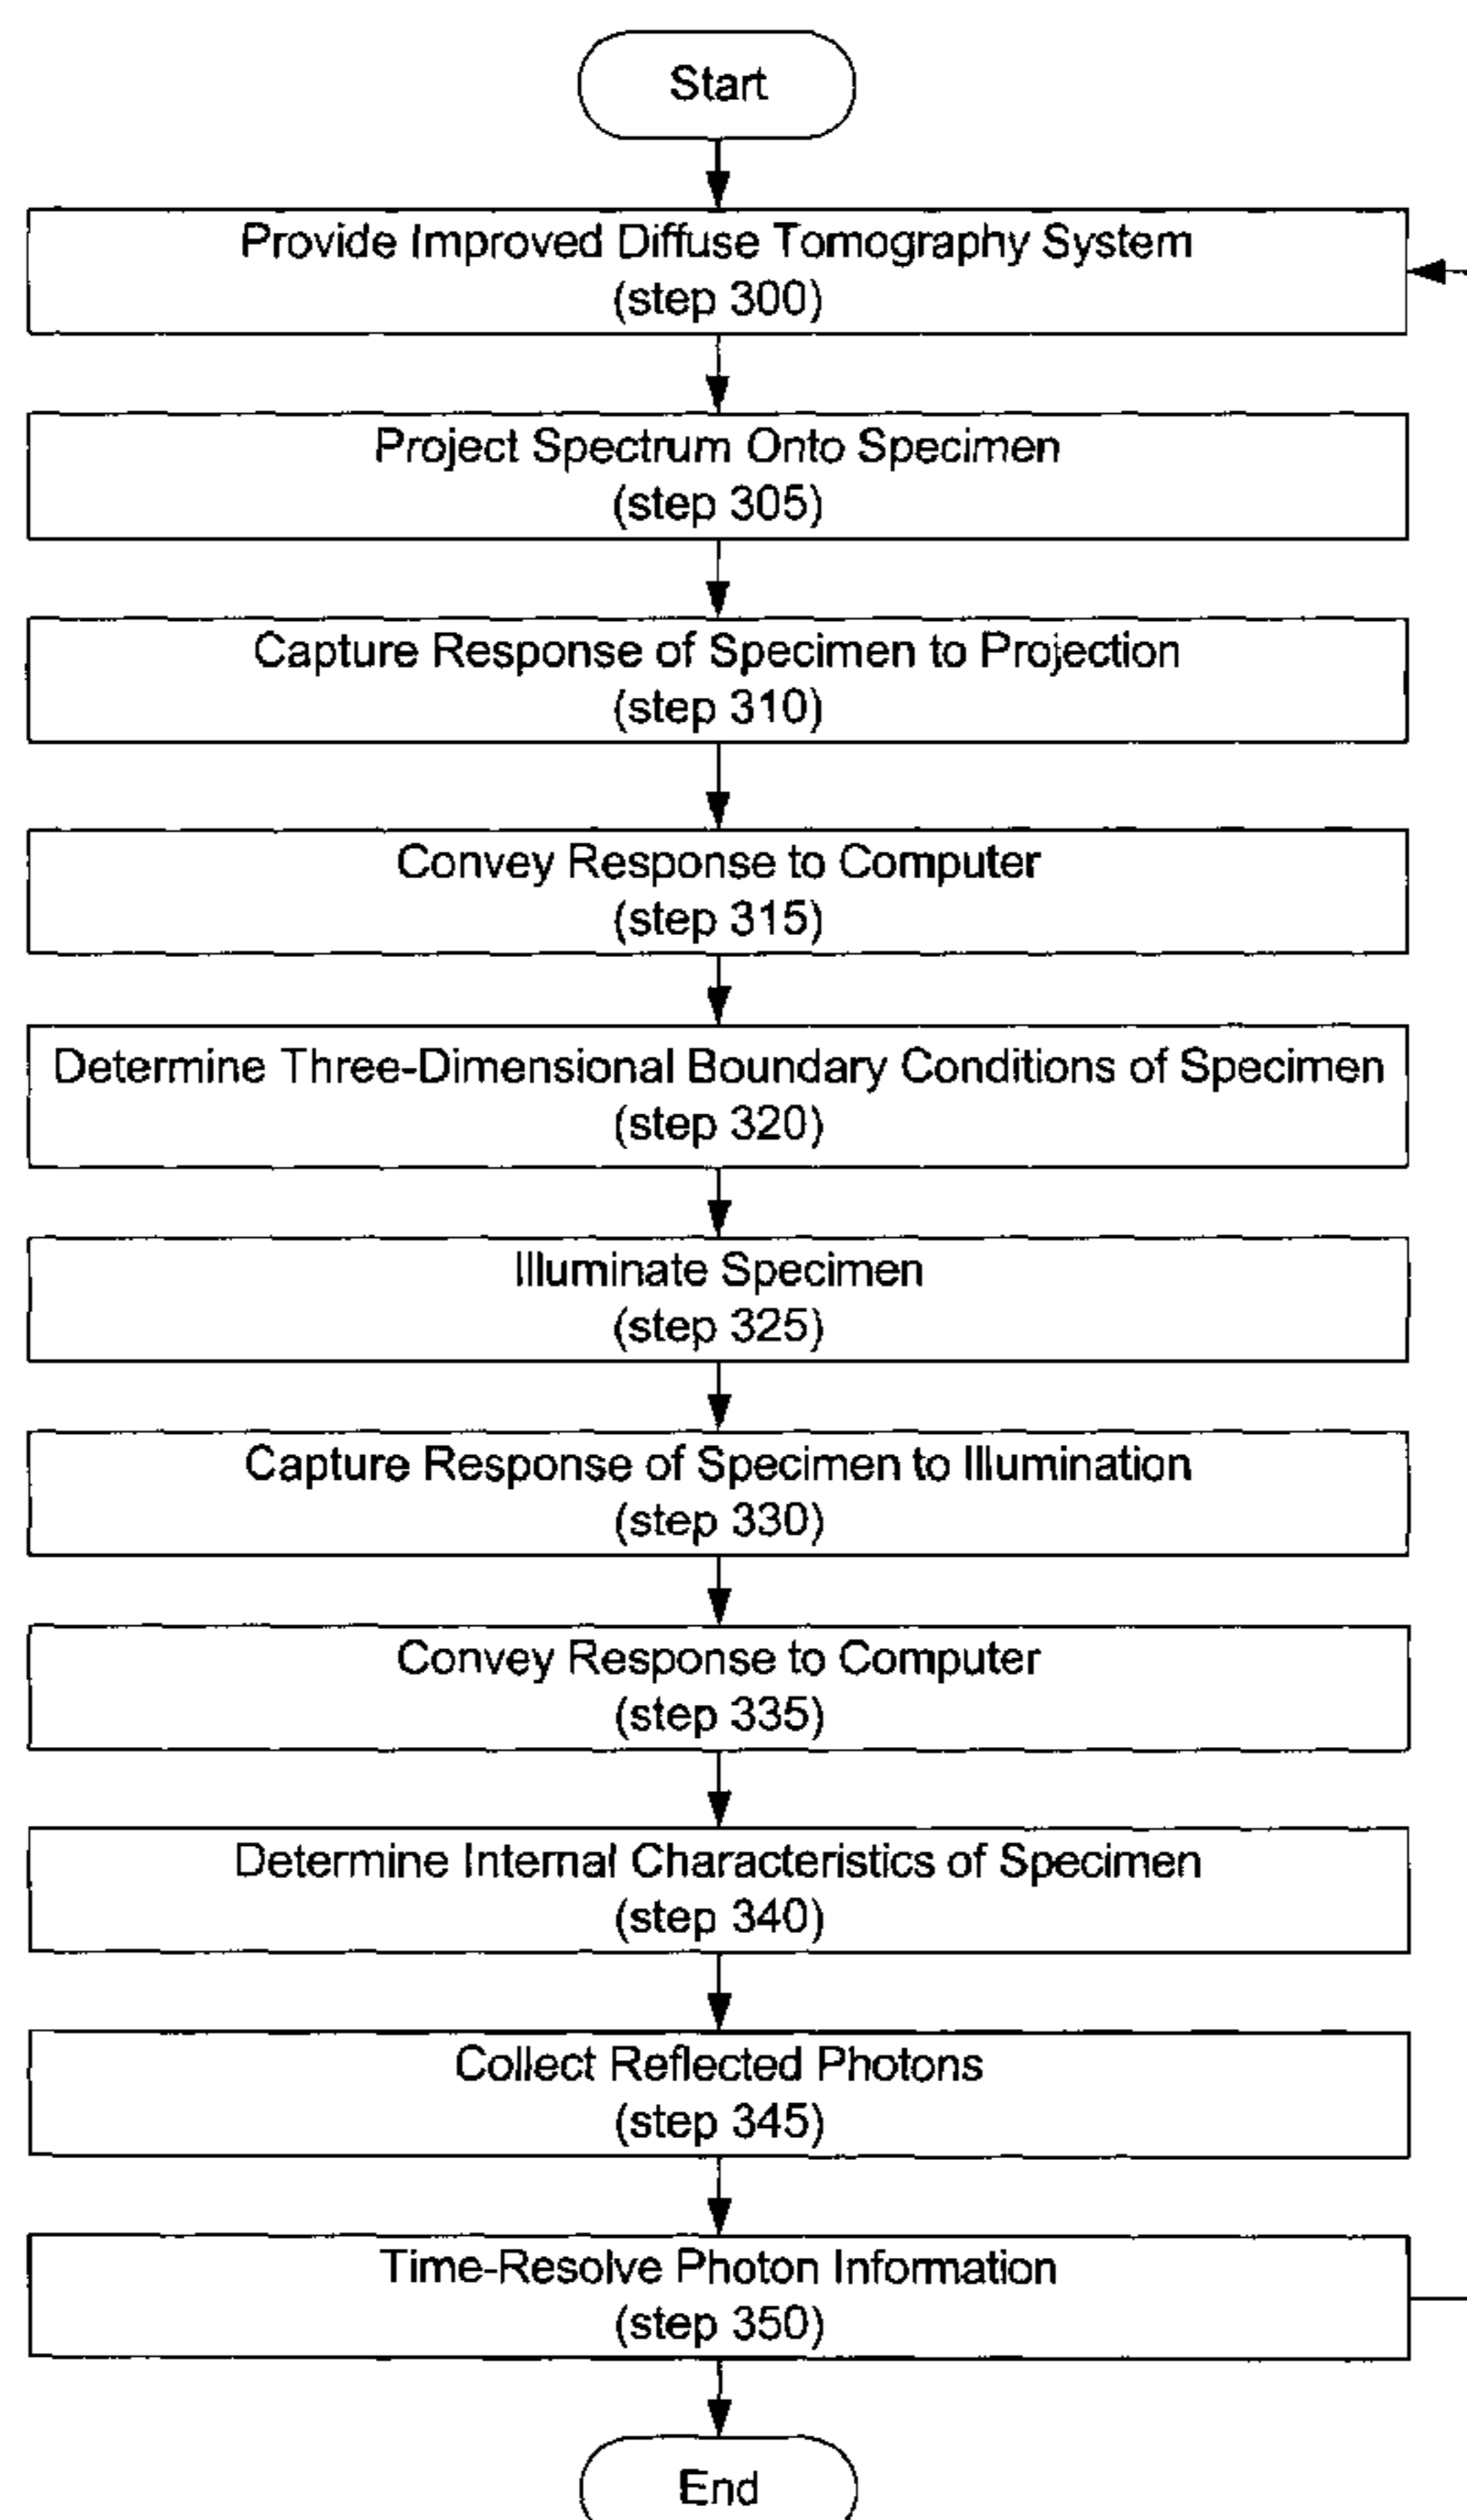 Start
Provide Improved Diffuse Tomography System
(step 300)
Project Spectrum Onto Specimen
(step 305)
Capture Response of Specimen to Projection
(step 310)
Convey Response to Computer
(step 315)
Determine Three-Dimensional Boundary Conditions of Specimen
(step 320)
Illuminate Specimen
(step 325)
Capture Response of Specimen to Illumination
(step 330)
Convey Response to Computer
(step 335)
Determine Internal Characteristics of Specimen
(step 340)
Collect Reflected Photons
(step 345)
Time-Resolve Photon Information
(step 350)
End